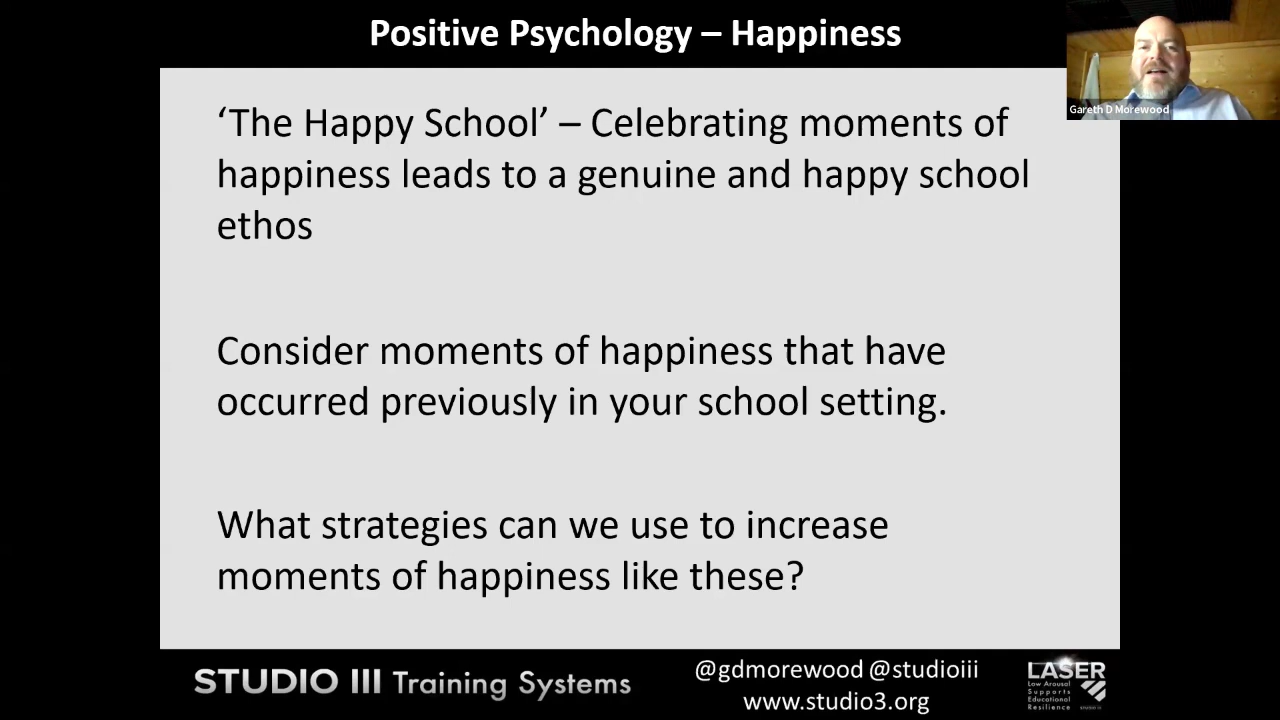 Positive Psychology – Happiness
Gareth D Morewood
‘The Happy School’ – Celebrating moments of
happiness leads to a genuine and happy school
ethos
Consider moments of happiness that have
occurred previously in your school setting.
What strategies can we use to increase
moments of happiness like these?
STUDIO III Training Systems
@gdmorewood @studioiii
www.studio3.org
LASER
Low Arousal
Supports
Educational
Resilience
STUDIO III